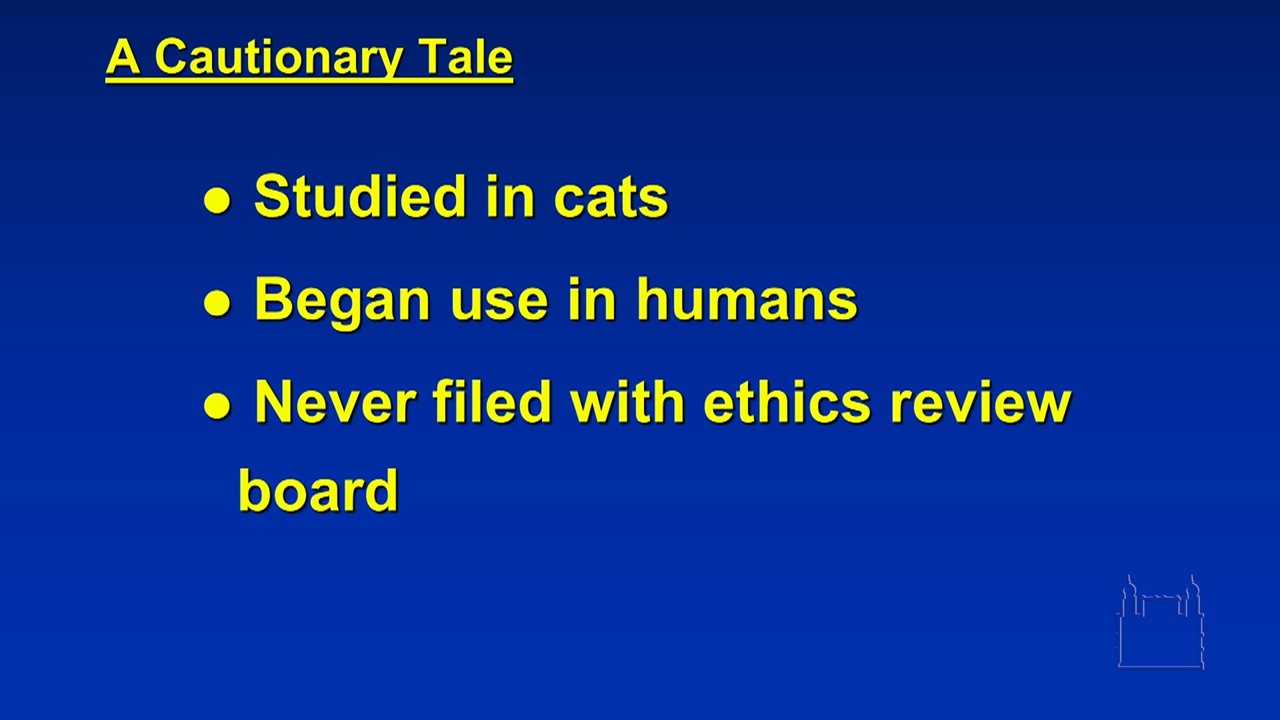 A Cautionary Tale
● Studied in cats
● Began use in humans
● Never filed with ethics review
board